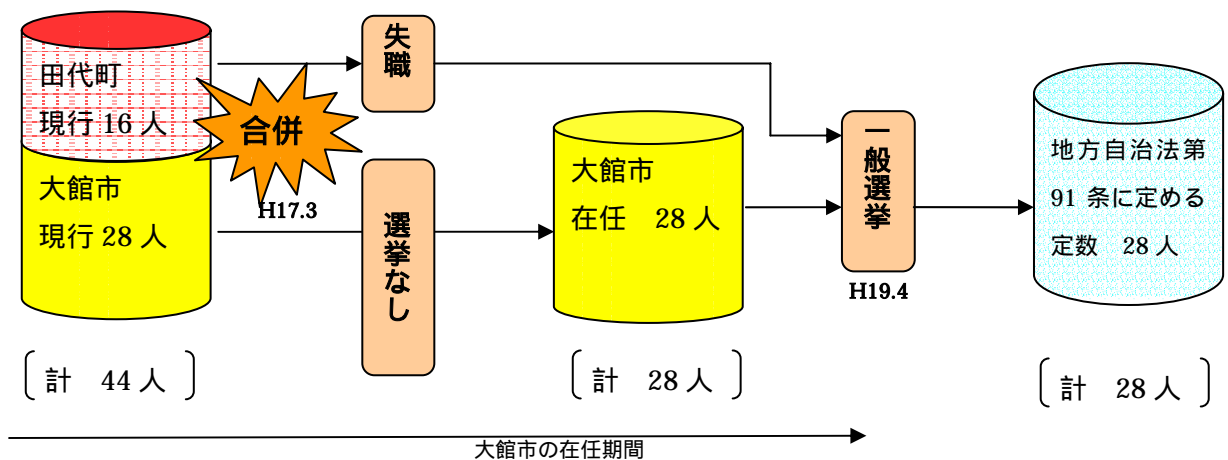 田代町
現行 16 人
大館市
現行 28 人
合併
H17.3
失職
選挙なし
大館市
在任　28 人
一般選挙
H19.4
地方自治法第
91 条に定める
定数　28 人
〔計　44 人〕
〔計　28 人〕
〔計　28 人〕
大館市の在任期間